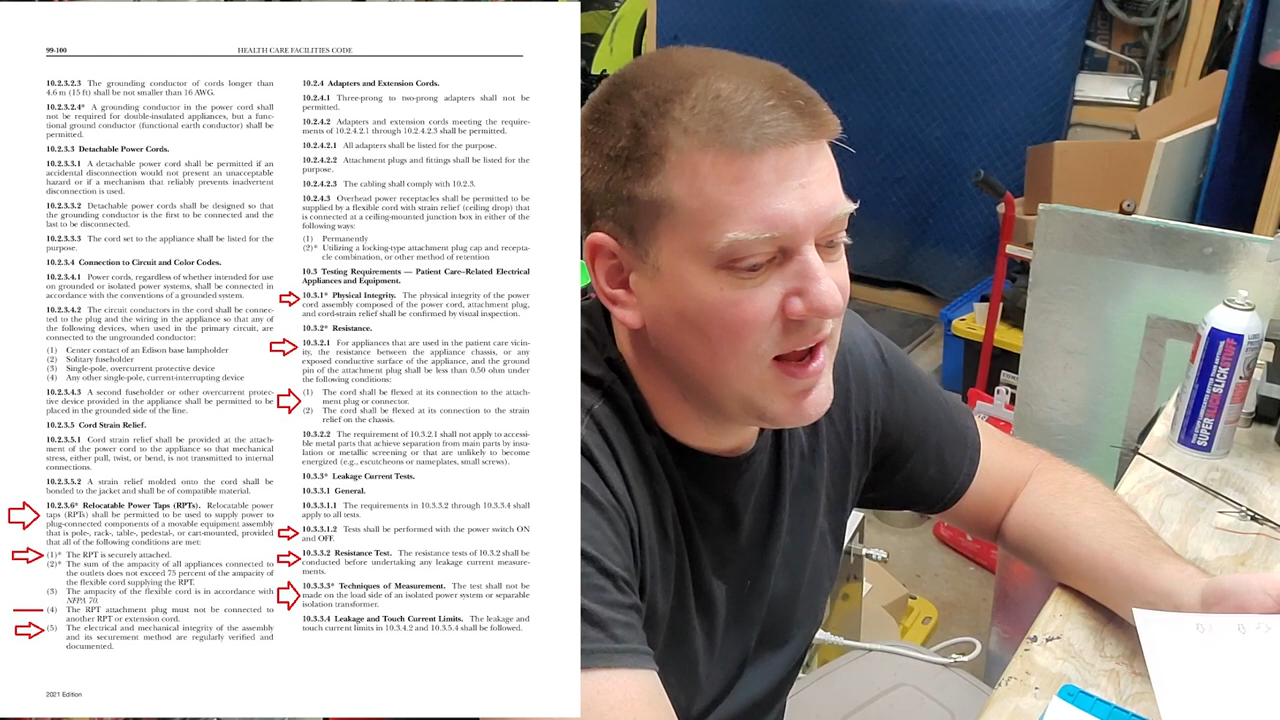 99-100
HEALTH CARE FACILITIES CODE
10.2.3.2.3 The grounding conductor of cords longer than
4.6 m (15 ft) shall be not smaller than 16 AWG.
10.2.3.2.4* A grounding conductor in the power cord shall
not be required for double-insulated appliances, but a func-
tional ground conductor (functional earth conductor) shall be
permitted.
10.2.3.3 Detachable Power Cords.
10.2.3.3.1 A detachable power cord shall be permitted if an
accidental disconnection would not present an unacceptable
hazard or if a mechanism that reliably prevents inadvertent
disconnection is used.
10.2.3.3.2 Detachable power cords shall be designed so that
the grounding conductor is the first to be connected and the
last to be disconnected.
10.2.3.3.3 The cord set to the appliance shall be listed for the
purpose.
10.2.3.4 Connection to Circuit and Color Codes.
10.2.3.4.1 Power cords, regardless of whether intended for use
on grounded or isolated power systems, shall be connected in
accordance with the conventions of a grounded system.
10.2.3.4.2 The circuit conductors in the cord shall be connec-
ted to the plug and the wiring in the appliance so that any of
the following devices, when used in the primary circuit, are
connected to the ungrounded conductor:
(1) Center contact of an Edison base lampholder
(2) Solitary fuseholder
(3) Single-pole, overcurrent protective device
(4) Any other single-pole, current-interrupting device
10.2.3.4.3 A second fuseholder or other overcurrent protec-
tive device provided in the appliance shall be permitted to be
placed in the grounded side of the line.
10.2.3.5 Cord Strain Relief.
10.2.3.5.1 Cord strain relief shall be provided at the attach-
ment of the power cord to the appliance so that mechanical
stress, either pull, twist, or bend, is not transmitted to internal
connections.
10.2.3.5.2 A strain relief molded onto the cord shall be
bonded to the jacket and shall be of compatible material.
10.2.3.6* Relocatable Power Taps (RPTs). Relocatable power
taps (RPTs) shall be permitted to be used to supply power to
plug-connected components of a movable equipment assembly
that is pole-, rack-, table-, pedestal-, or cart-mounted, provided
that all of the following conditions are met:
(1)* The RPT is securely attached.
(2)* The sum of the ampacity of all appliances connected to
the outlets does not exceed 75 percent of the ampacity of
the flexible cord supplying the RPT.
(3) The ampacity of the flexible cord is in accordance with
NFPA 70.
(4) The RPT attachment plug must not be connected to
another RPT or extension cord.
(5) The electrical and mechanical integrity of the assembly
and its securement method are regularly verified and
documented.
2021 Edition
10.2.4 Adapters and Extension Cords.
10.2.4.1 Three-prong to two-prong adapters shall not be
permitted.
10.2.4.2 Adapters and extension cords meeting the require-
ments of 10.2.4.2.1 through 10.2.4.2.3 shall be permitted.
10.2.4.2.1 All adapters shall be listed for the purpose.
10.2.4.2.2 Attachment plugs and fittings shall be listed for the
purpose.
10.2.4.2.3 The cabling shall comply with 10.2.3.
10.2.4.3 Overhead power receptacles shall be permitted to be
supplied by a flexible cord with strain relief (ceiling drop) that
is connected at a ceiling-mounted junction box in either of the
following ways:
(1) Permanently
(2)* Utilizing a locking-type attachment plug cap and recepta-
cle combination, or other method of retention
10.3 Testing Requirements — Patient Care–Related Electrical
Appliances and Equipment.
10.3.1* Physical Integrity. The physical integrity of the power
cord assembly composed of the power cord, attachment plug,
and cord-strain relief shall be confirmed by visual inspection.
10.3.2* Resistance.
10.3.2.1 For appliances that are used in the patient care vicin-
ity, the resistance between the appliance chassis, or any
exposed conductive surface of the appliance, and the ground
pin of the attachment plug shall be less than 0.50 ohm under
the following conditions:
(1) The cord shall be flexed at its connection to the attach-
ment plug or connector.
(2) The cord shall be flexed at its connection to the strain
relief on the chassis.
10.3.2.2 The requirement of 10.3.2.1 shall not apply to accessi-
ble metal parts that achieve separation from main parts by insu-
lation or metallic screening or that are unlikely to become
energized (e.g., escutcheons or nameplates, small screws).
10.3.3* Leakage Current Tests.
10.3.3.1 General.
10.3.3.1.1 The requirements in 10.3.3.2 through 10.3.3.4 shall
apply to all tests.
10.3.3.1.2 Tests shall be performed with the power switch ON
and OFF.
10.3.3.2 Resistance Test. The resistance tests of 10.3.2 shall be
conducted before undertaking any leakage current measure-
ments.
10.3.3.3* Techniques of Measurement. The test shall not be
made on the load side of an isolated power system or separable
isolation transformer.
10.3.3.4 Leakage and Touch Current Limits. The leakage and
touch current limits in 10.3.4.2 and 10.3.5.4 shall be followed.
SUPER SLICK STUFF